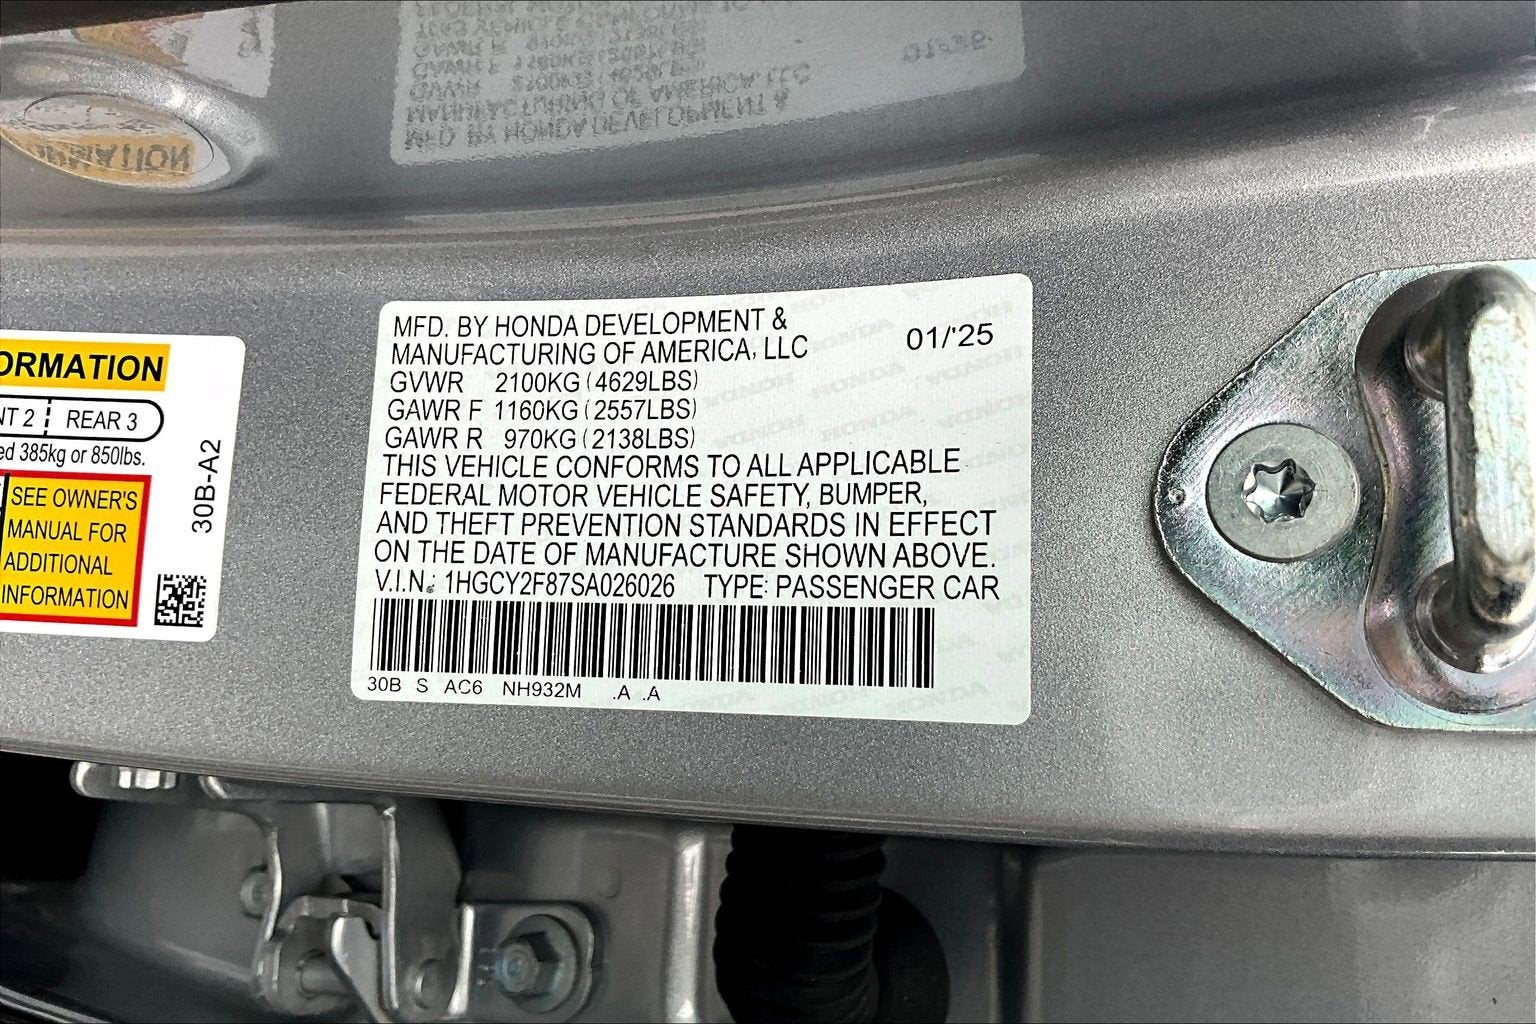 ORMATION
NT 2 REAR 3
ed 385kg or 850lbs.
SEE OWNER'S
MANUAL FOR
ADDITIONAL
INFORMATION
30B-A2
MFD. BY HONDA DEVELOPMENT &
MANUFACTURING OF AMERICA, LLC
01/'25
GVWR 2100KG (4629LBS)
GAWR F 1160KG (2557LBS)
GAWR R 970KG (2138LBS)
THIS VEHICLE CONFORMS TO ALL APPLICABLE
FEDERAL MOTOR VEHICLE SAFETY, BUMPER,
AND THEFT PREVENTION STANDARDS IN EFFECT
ON THE DATE OF MANUFACTURE SHOWN ABOVE.
V.I.N.: 1HGCY2F87SA026026 TYPE: PASSENGER CAR
30B S AC6 NH932M .A .A